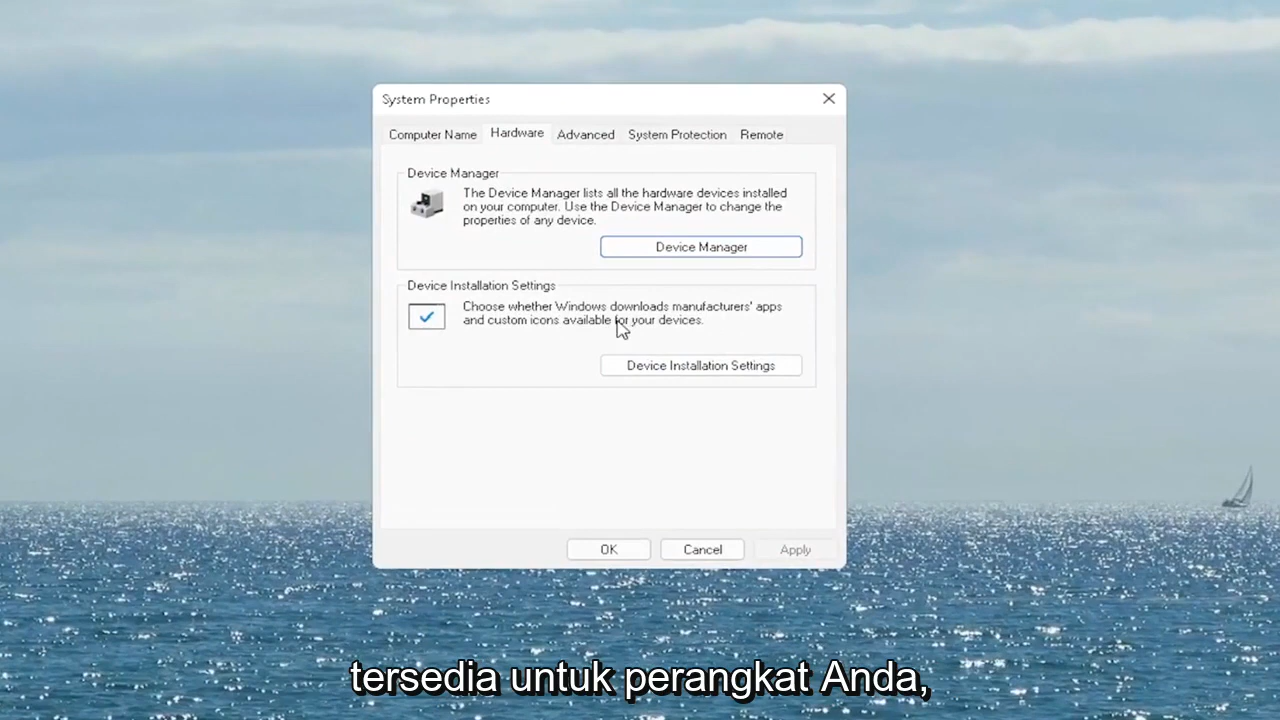 System Properties
Computer Name Hardware Advanced System Protection Remote
Device Manager
The Device Manager lists all the hardware devices installed
on your computer. Use the Device Manager to change the
properties of any device.
Device Manager
Device Installation Settings
Choose whether Windows downloads manufacturers' apps
and custom icons available for your devices.
Device Installation Settings
OK Cancel Apply
tersedia untuk perangkat Anda,